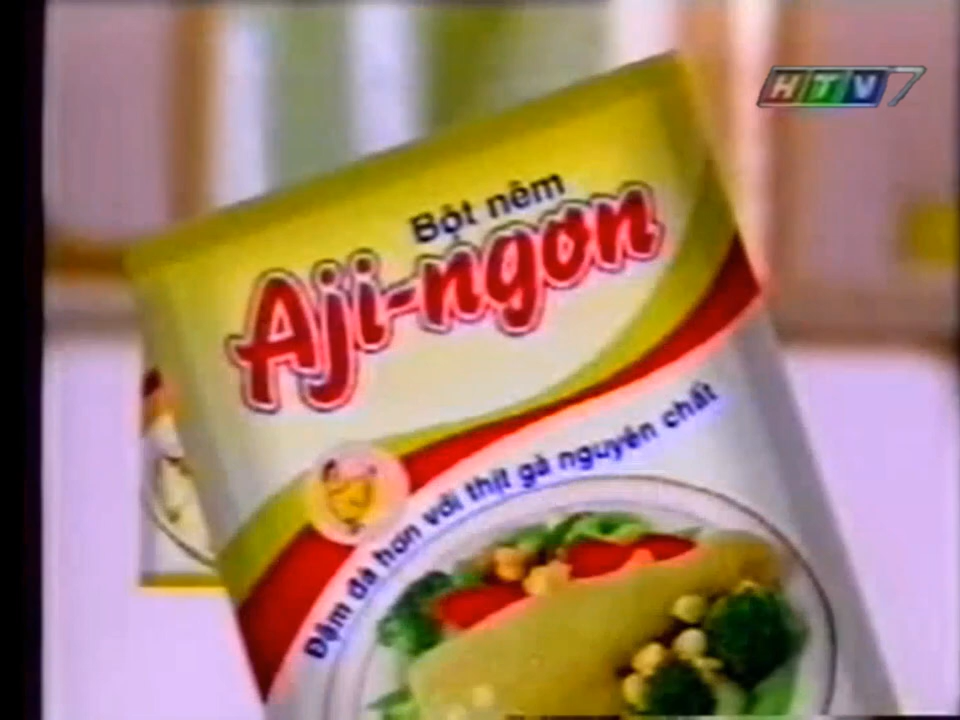 HTV7
Bột nêm
Aji-ngon
Đậm đà hơn với thịt gà nguyên chất